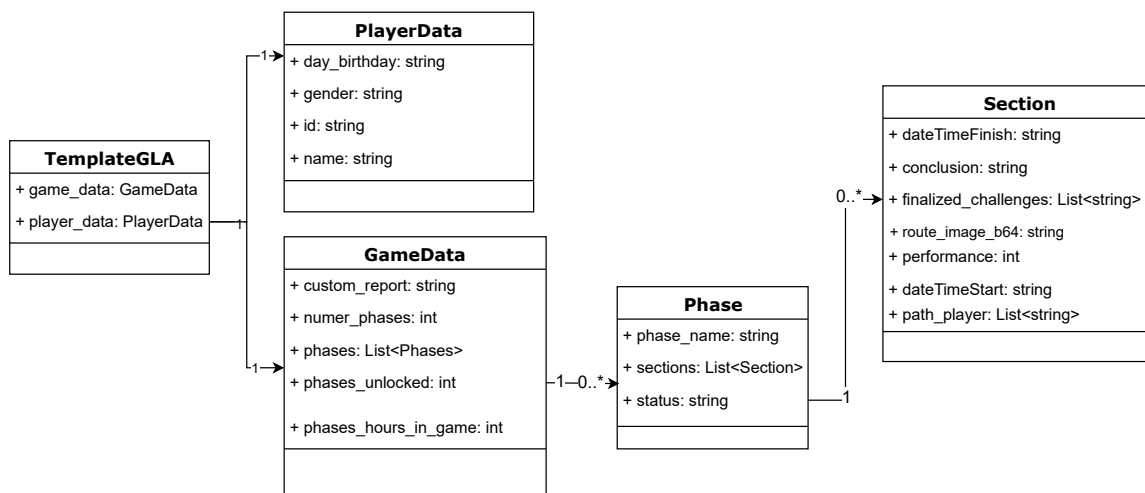 TemplateGLA
+ game_data: GameData
+ player_data: PlayerData
1
1
1
PlayerData
+ day_birthday: string
+ gender: string
+ id: string
+ name: string
GameData
+ custom_report: string
+ numer_phases: int
+ phases: List<Phases>
+ phases_unlocked: int
+ phases_hours_in_game: int
1
0..*
Phase
+ phase_name: string
+ sections: List<Section>
+ status: string
1
0..*
Section
+ dateTimeFinish: string
+ conclusion: string
+ finalized_challenges: List<string>
+ route_image_b64: string
+ performance: int
+ dateTimeStart: string
+ path_player: List<string>